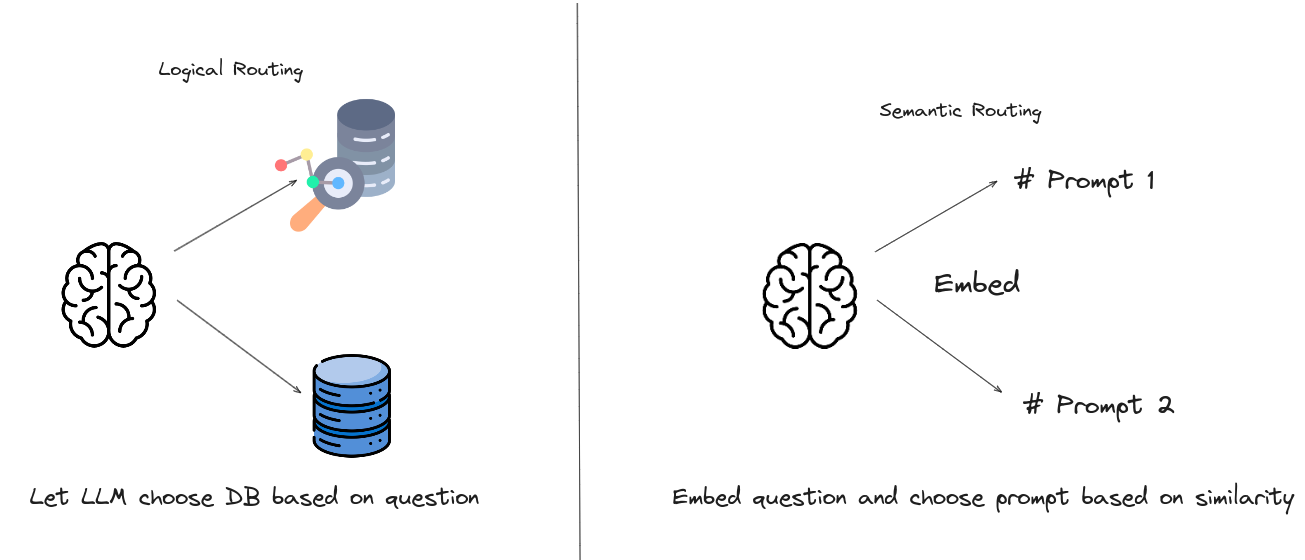 Logical Routing
Let LLM choose DB based on question
Semantic Routing
# Prompt 1
Embed
# Prompt 2
Embed question and choose prompt based on similarity